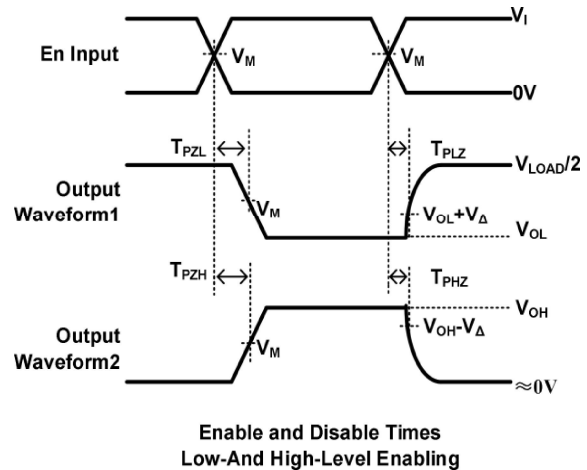 V_I
En Input
V_M
V_M
0V
T_PZL
T_PLZ
V_LOAD/2
Output
Waveform1
V_M
V_OL+V_Δ
V_OL
T_PZH
T_PHZ
V_OH
Output
Waveform2
V_M
V_OH-V_Δ
≈0V
Enable and Disable Times
Low-And High-Level Enabling